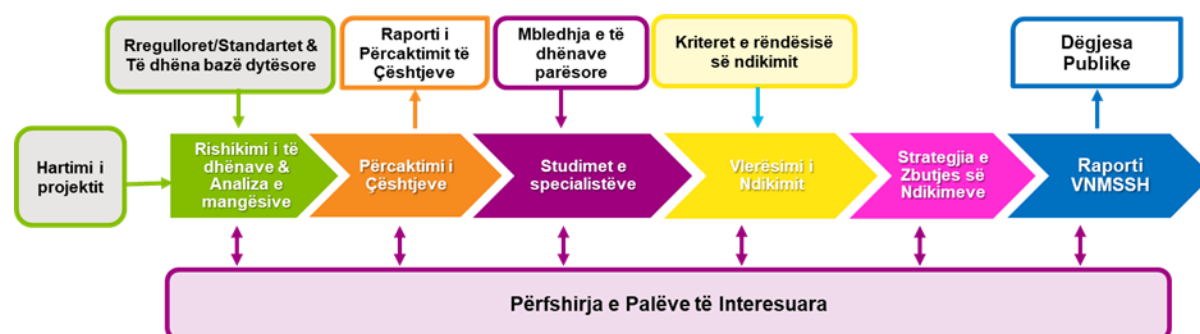 Rregulloret/Standartet &
Të dhëna bazë dytësore
Raporti i
Përcaktimit të
Çështjeve
Mbledhja e të
dhënave
parësore
Kriteret e rëndësisë
së ndikimit
Dëgjesa
Publike
Hartimi i
projektit
Rishikimi i të
dhënave &
Analiza e
mangësive
Përcaktimi i
Çështjeve
Studimet e
specialistëve
Vlerësimi i
Ndikimit
Strategjia e
Zbutjes së
Ndikimeve
Raporti
VNMSSH
Përfshirja e Palëve të Interesuara